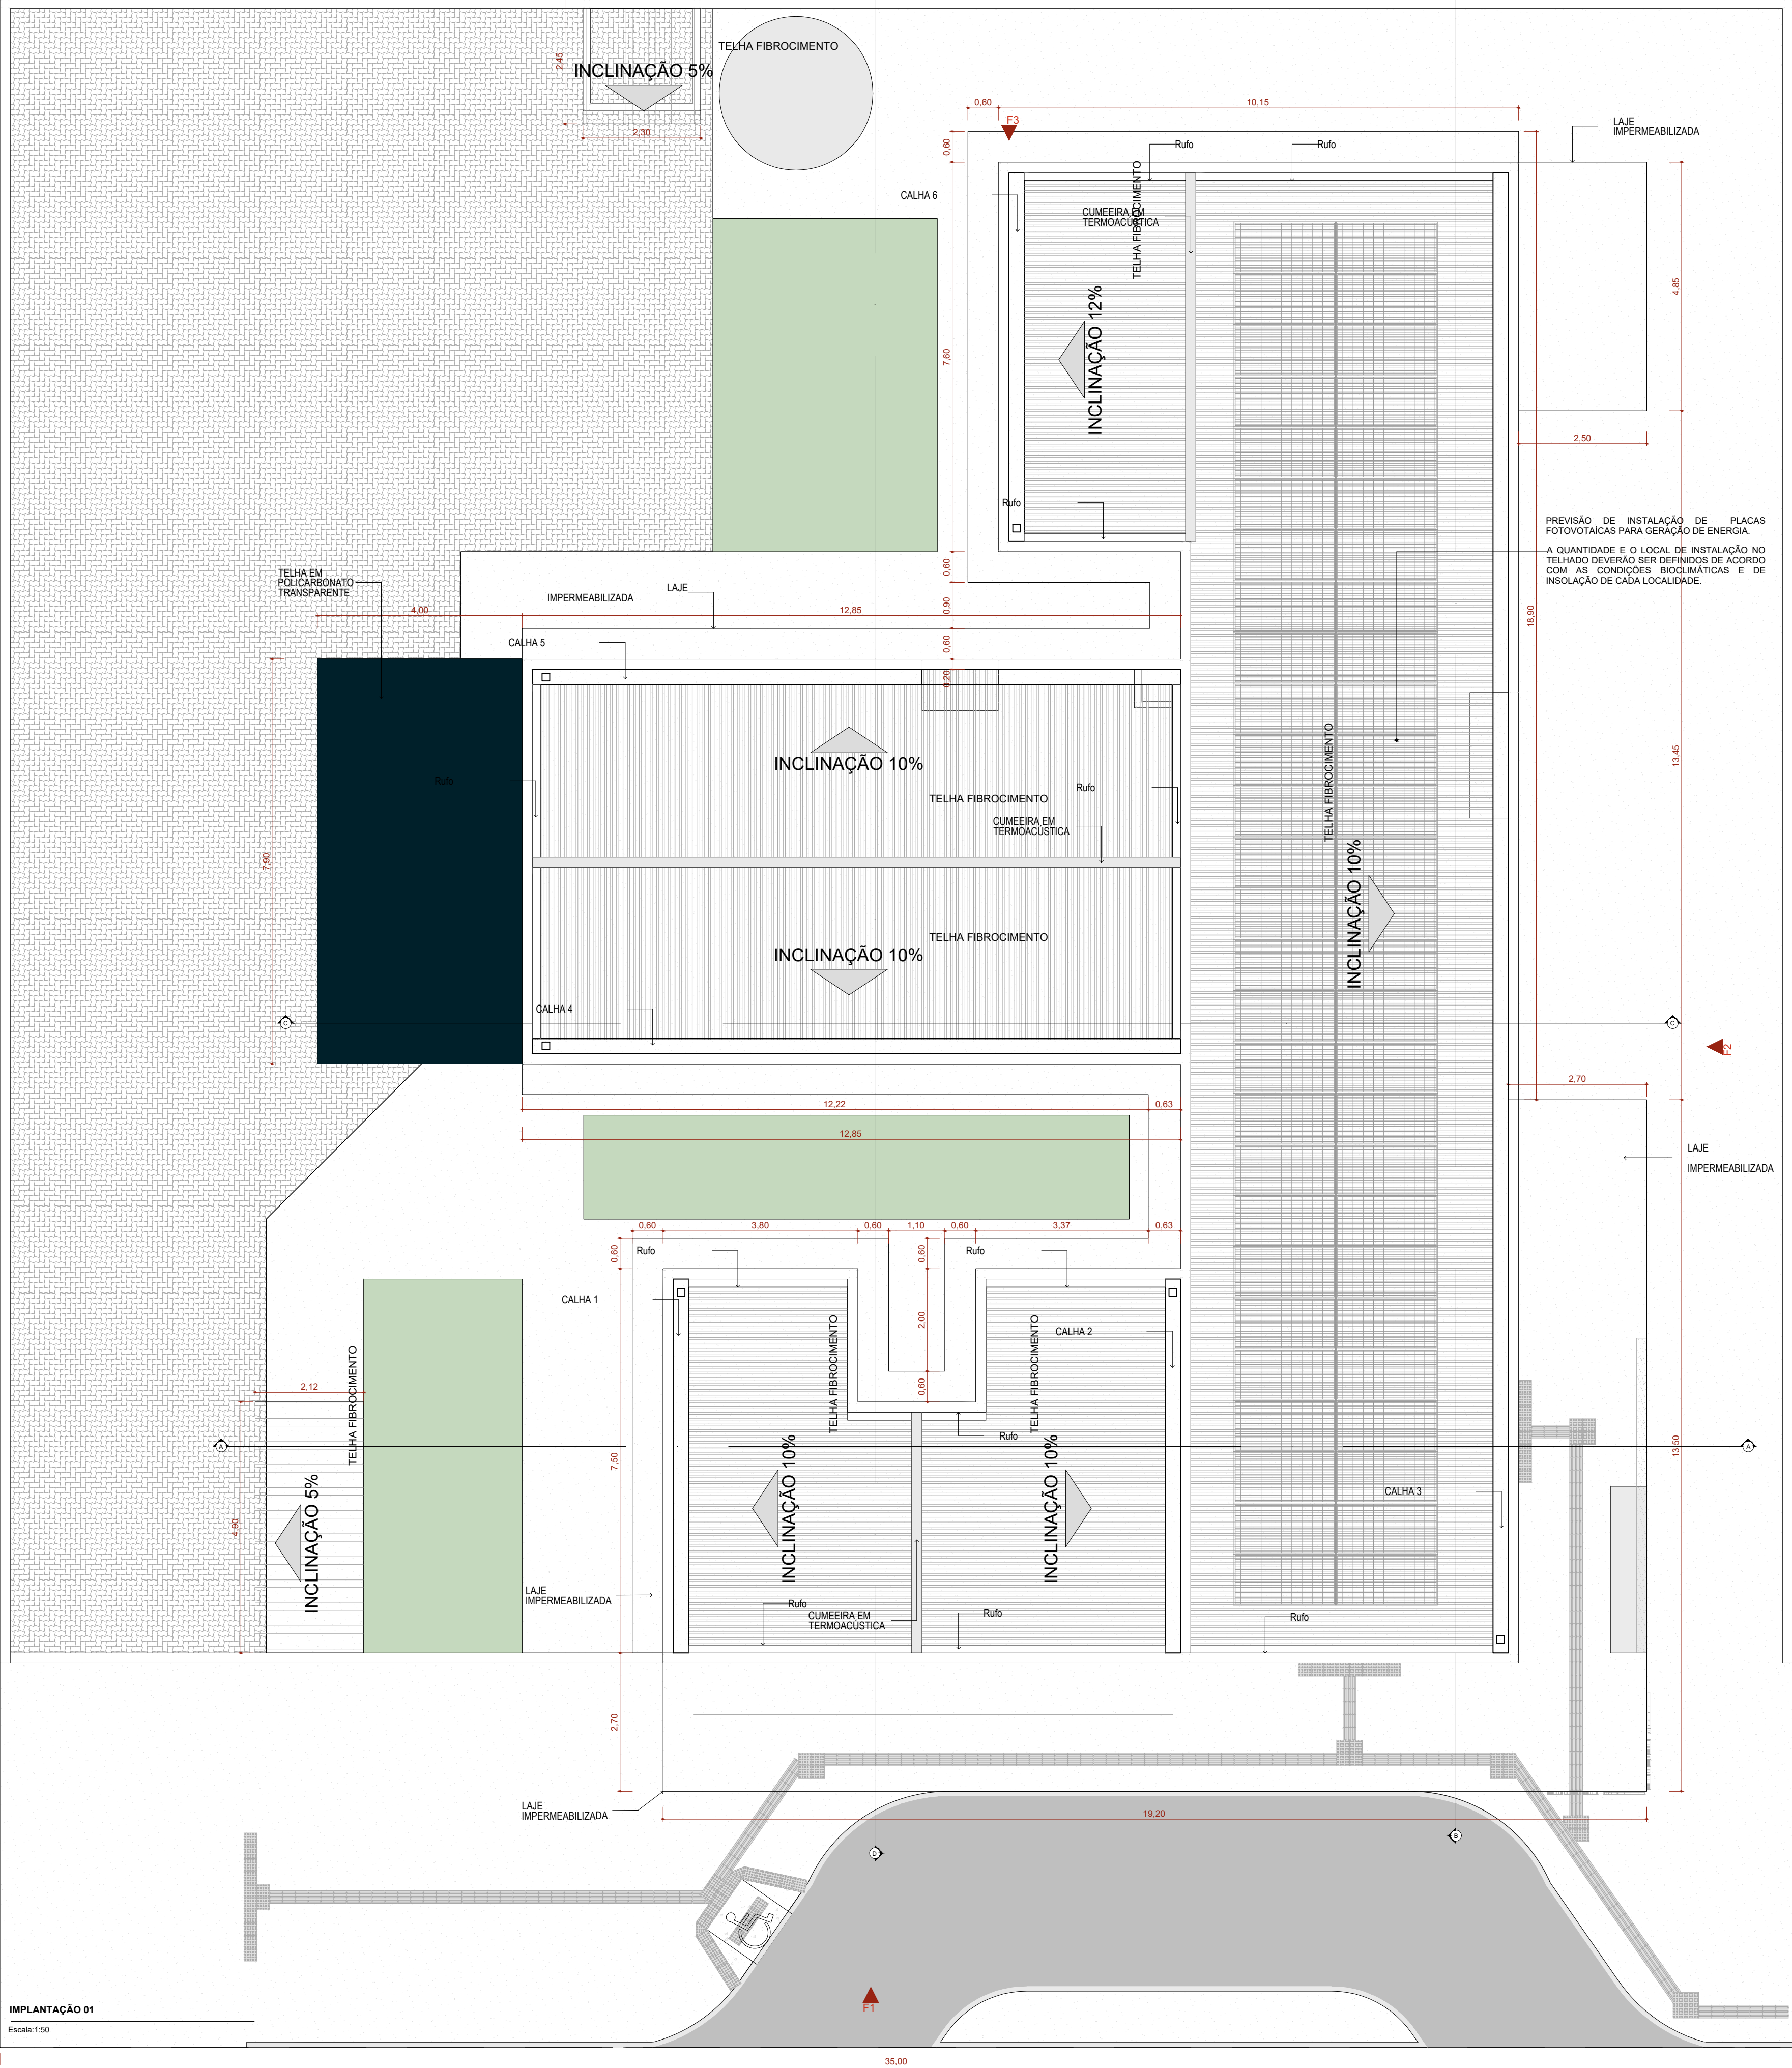 TELHA FIBROCIMENTO
2,45
INCLINAÇÃO 5%
2,30
0,60
10,15
F3
LAJE
IMPERMEABILIZADA
0,60
Rufo
Rufo
TELHA FIBROCIMENTO
CALHA 6
CUMEEIRA EM
TERMOACÚSTICA
4,85
INCLINAÇÃO 12%
7,60
2,50
Rufo
PREVISÃO DE INSTALAÇÃO DE PLACAS
FOTOVOTAÍCAS PARA GERAÇÃO DE ENERGIA.
A QUANTIDADE E O LOCAL DE INSTALAÇÃO NO
TELHADO DEVERÃO SER DEFINIDOS DE ACORDO
COM AS CONDIÇÕES BIOCLIMÁTICAS E DE
INSOLAÇÃO DE CADA LOCALIDADE.
0,60
TELHA EM
POLICARBONATO
TRANSPARENTE
LAJE
IMPERMEABILIZADA
0,90
4,00
12,85
18,90
CALHA 5
0,60
0,20
INCLINAÇÃO 10%
Rufo
Rufo
TELHA FIBROCIMENTO
TELHA FIBROCIMENTO
13,45
CUMEEIRA EM
TERMOACÚSTICA
7,90
INCLINAÇÃO 10%
TELHA FIBROCIMENTO
INCLINAÇÃO 10%
CALHA 4
C
C
F2
2,70
12,22
0,63
12,85
LAJE
IMPERMEABILIZADA
0,60
3,80
0,60
1,10
0,60
3,37
0,63
0,60
Rufo
0,60
Rufo
CALHA 1
2,00
TELHA FIBROCIMENTO
TELHA FIBROCIMENTO
CALHA 2
TELHA FIBROCIMENTO
2,12
0,60
Rufo
A
A
7,50
13,50
INCLINAÇÃO 10%
INCLINAÇÃO 10%
CALHA 3
4,90
INCLINAÇÃO 5%
LAJE
IMPERMEABILIZADA
Rufo
CUMEEIRA EM
TERMOACÚSTICA
Rufo
Rufo
2,70
LAJE
IMPERMEABILIZADA
19,20
D
B
F1
IMPLANTAÇÃO 01
Escala:1:50
35.00